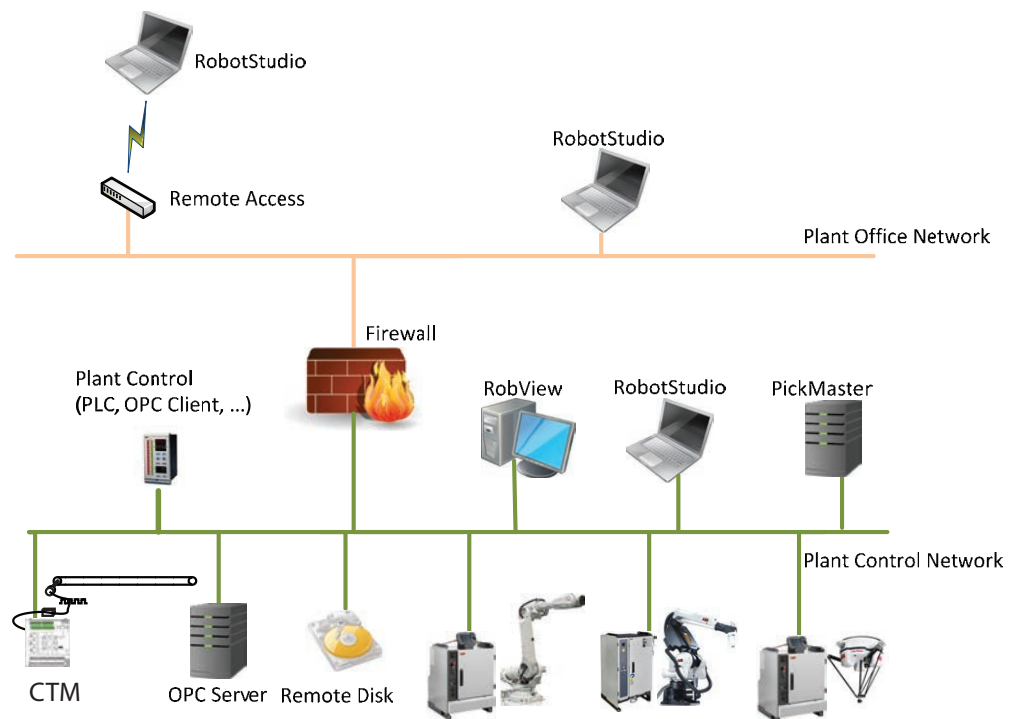 RobotStudio
RobotStudio
Remote Access
Plant Office Network
Firewall
Plant Control
(PLC, OPC Client, ...)
RobView
RobotStudio
PickMaster
Plant Control Network
CTM
OPC Server
Remote Disk